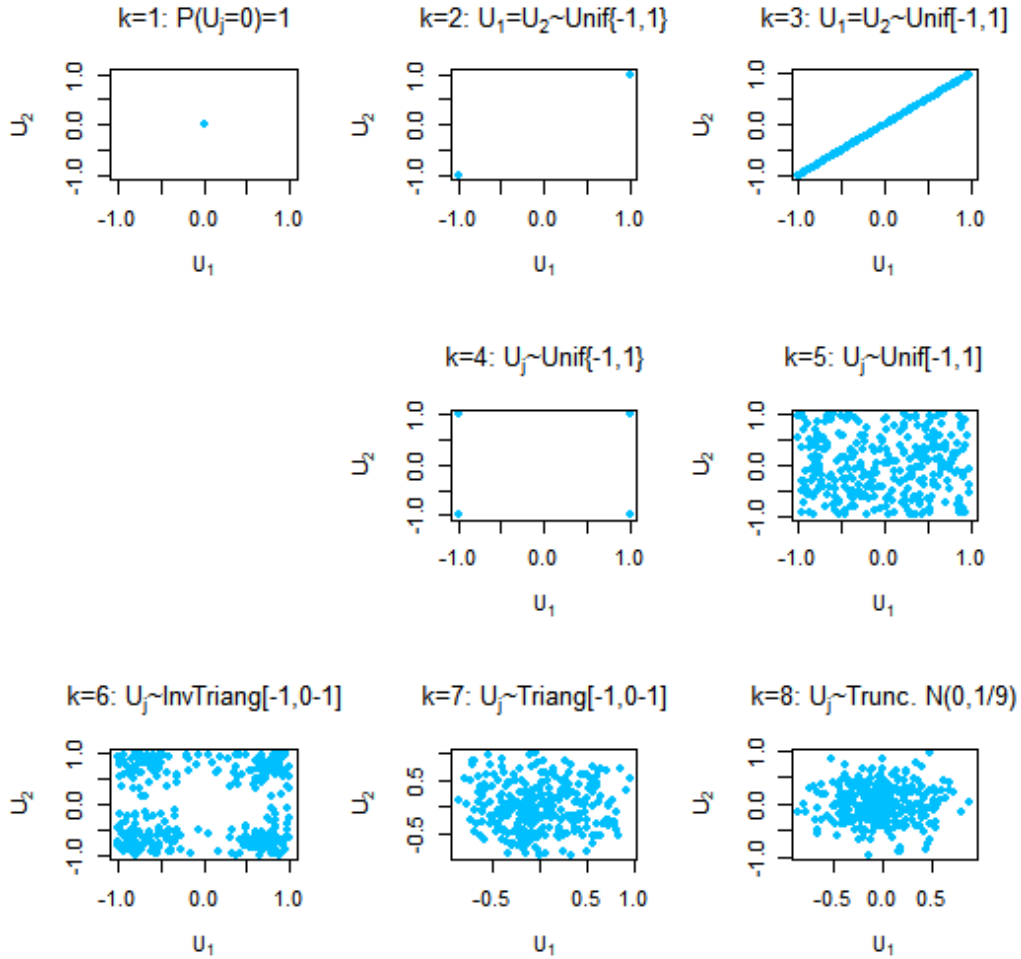 k=1: P(U_j=0)=1
U_2
1.0
0.0
-1.0
-1.0 0.0 1.0
U_1
k=2: U_1=U_2~Unif{-1,1}
U_2
1.0
0.0
-1.0
-1.0 0.0 1.0
U_1
k=3: U_1=U_2~Unif[-1,1]
U_2
1.0
0.0
-1.0
-1.0 0.0 1.0
U_1
k=4: U_j~Unif{-1,1}
U_2
1.0
0.0
-1.0
-1.0 0.0 1.0
U_1
k=5: U_j~Unif[-1,1]
U_2
1.0
0.0
-1.0
-1.0 0.0 1.0
U_1
k=6: U_j~InvTriang[-1,0-1]
U_2
1.0
0.0
-1.0
-1.0 0.0 1.0
U_1
k=7: U_j~Triang[-1,0-1]
U_2
0.5
-0.5
-0.5 0.5 1.0
U_1
k=8: U_j~Trunc. N(0,1/9)
U_2
1.0
0.0
-1.0
-0.5 0.0 0.5
U_1